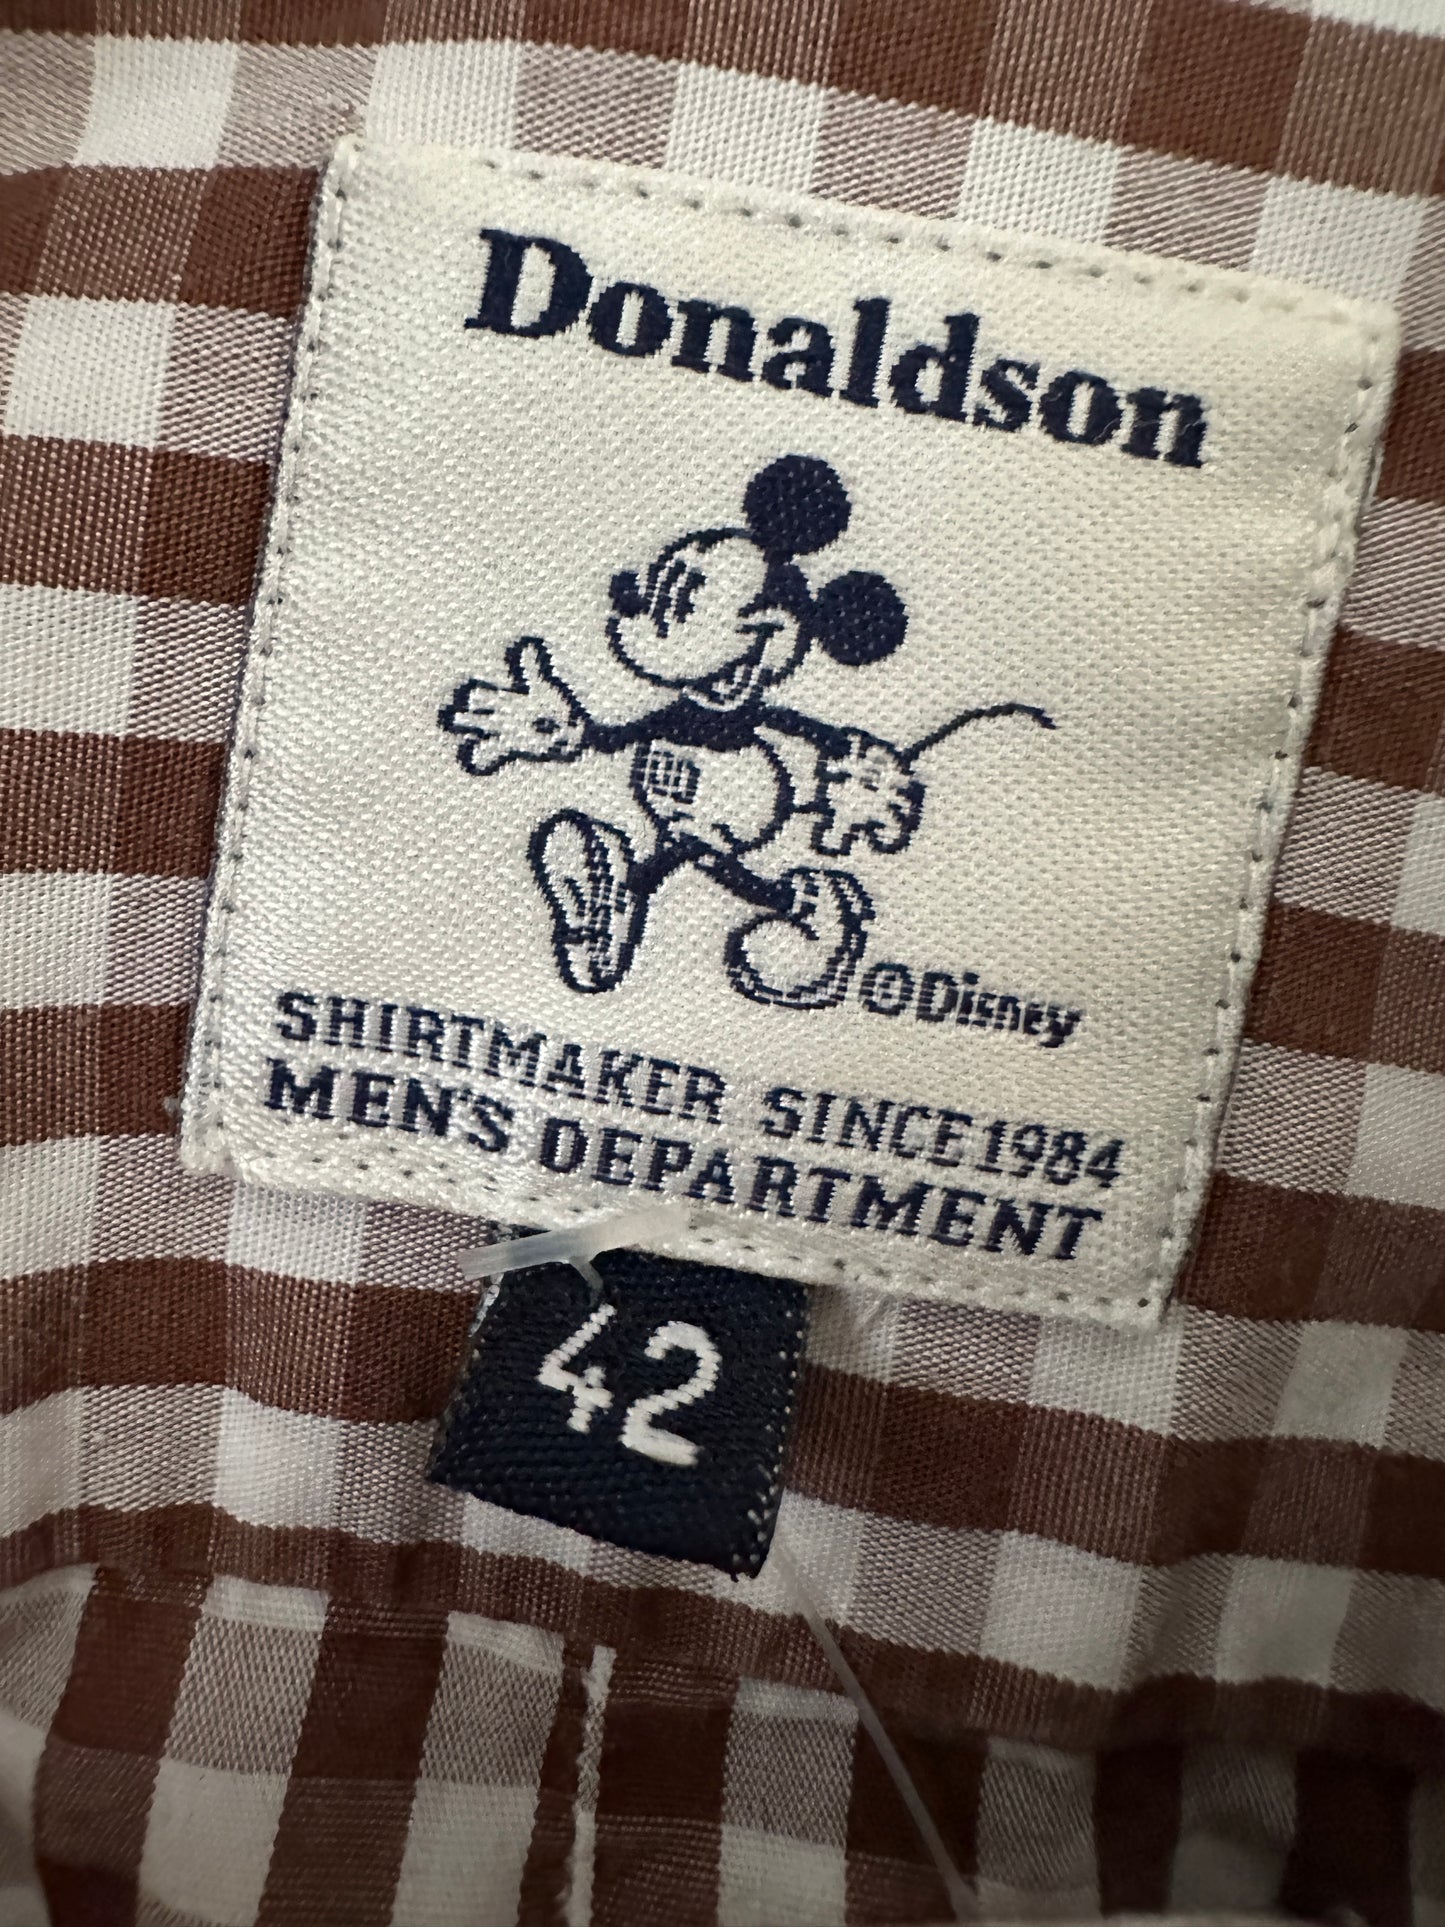 Donaldson
©Disney
SHIRTMAKER SINCE 1984
MEN'S DEPARTMENT
42